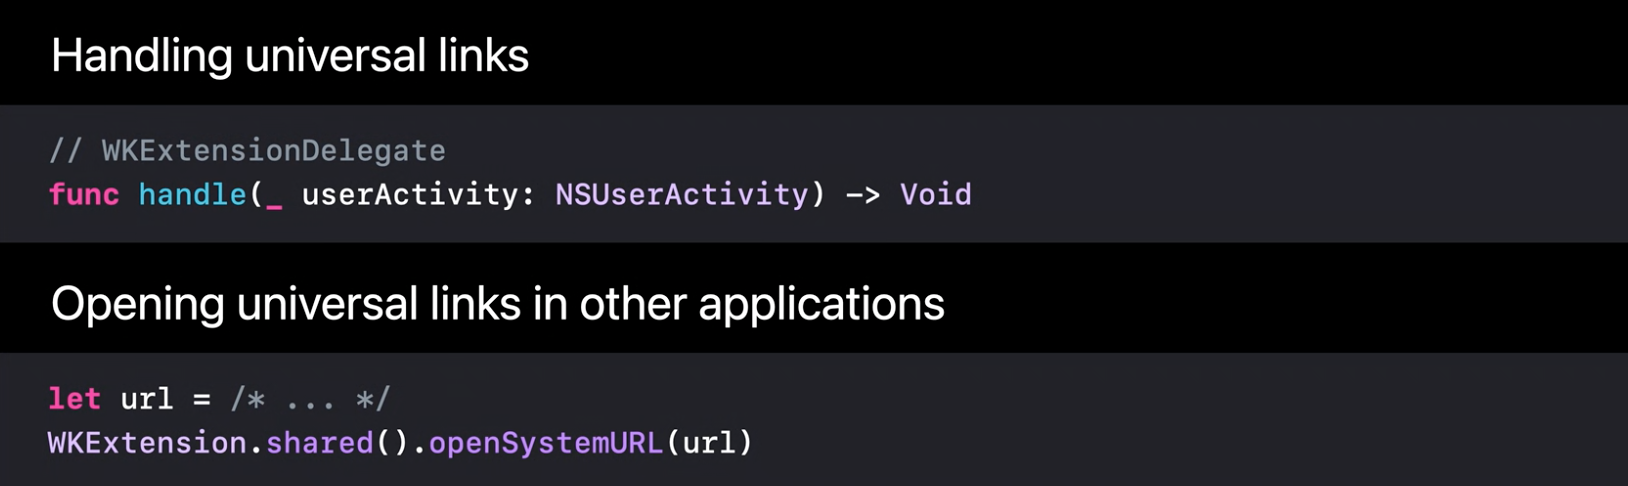 Handling universal links
// WKExtensionDelegate
func handle(_ userActivity: NSUserActivity) -> Void
Opening universal links in other applications
let url = /* ... */
WKExtension.shared().openSystemURL(url)